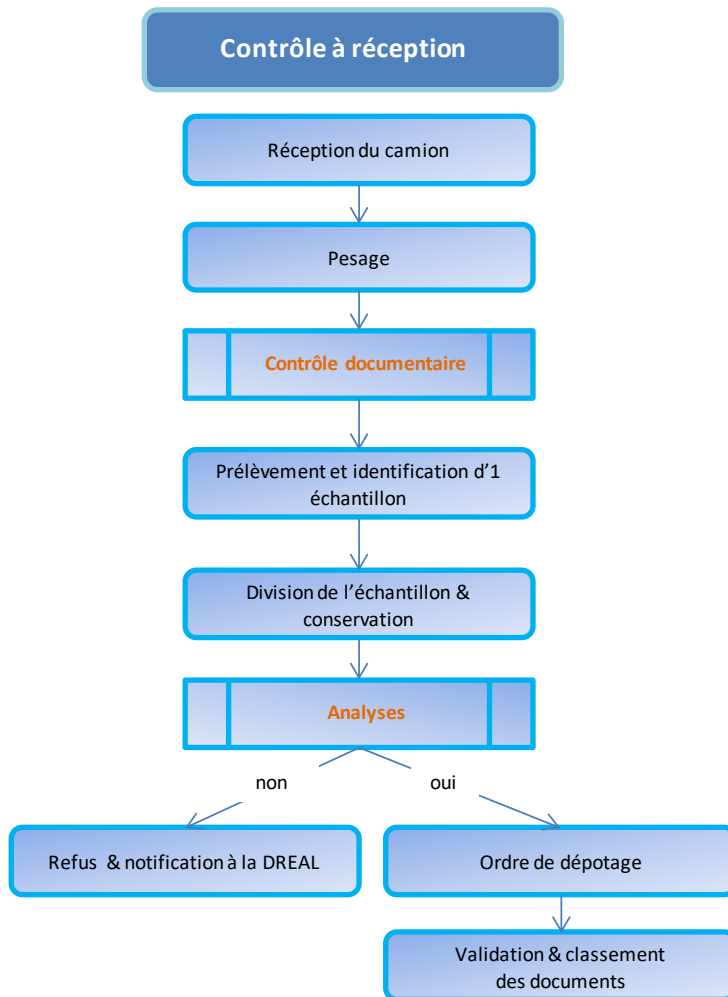 Contrôle à réception
Réception du camion
Pesage
Contrôle documentaire
Prélèvement et identification d’1
échantillon
Division de l’échantillon &
conservation
Analyses
non
oui
Refus & notification à la DREAL
Ordre de dépotage
Validation & classement
des documents